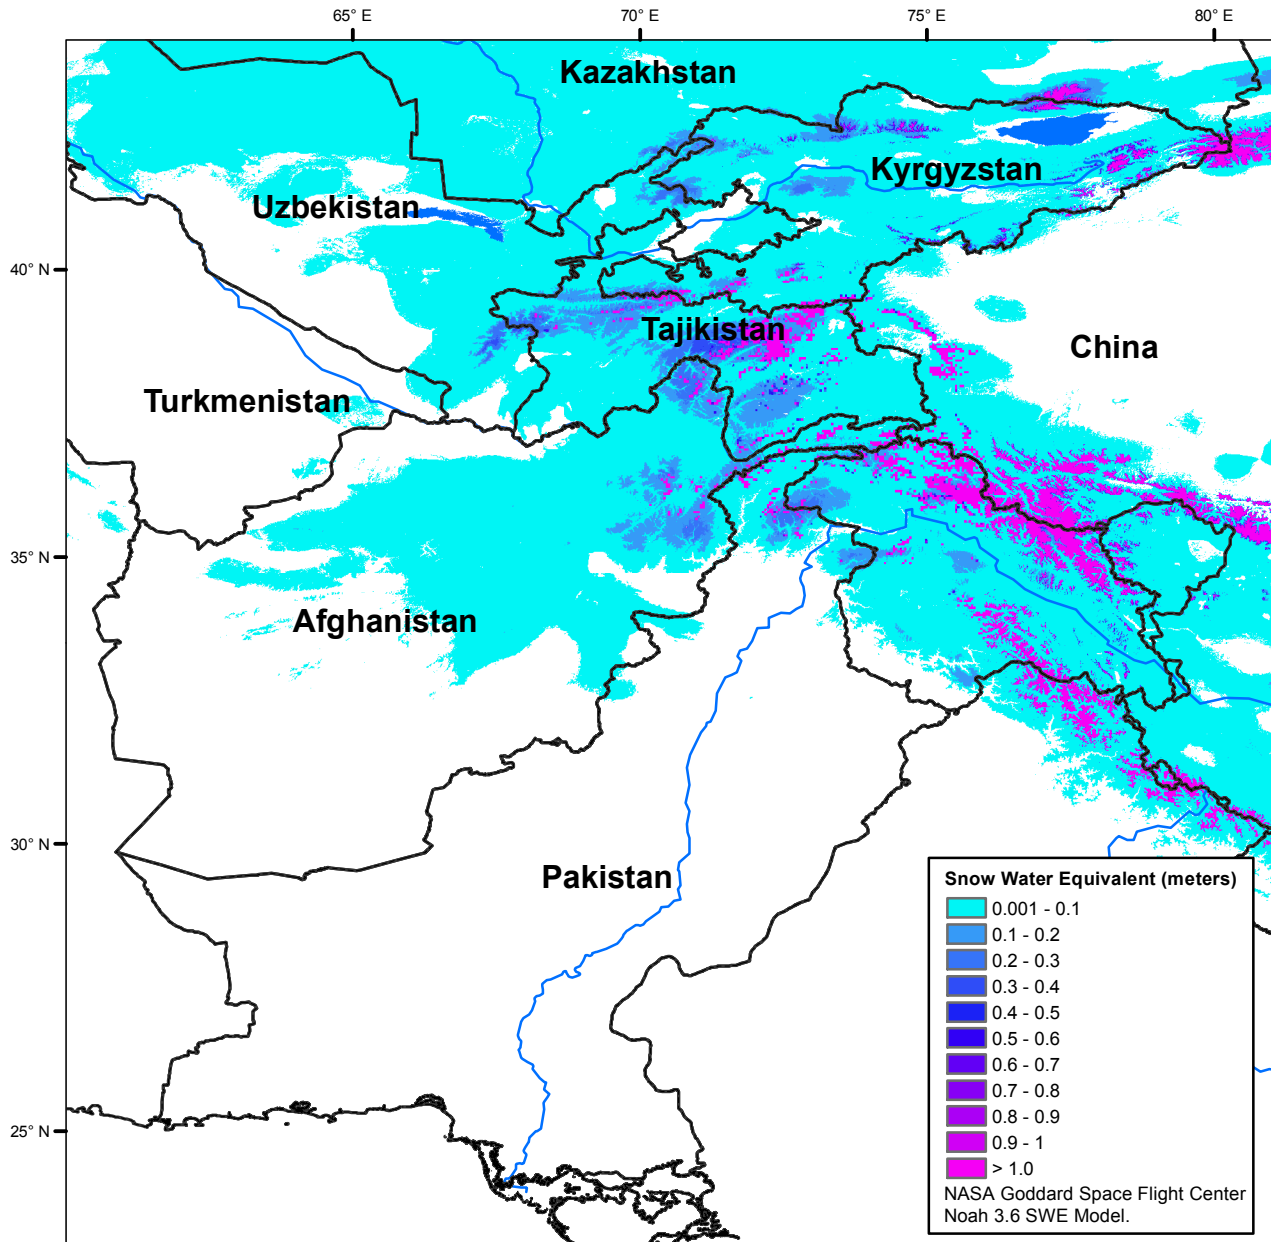 65° E
70° E
75° E
80° E
Kazakhstan
Kyrgyzstan
Uzbekistan
40° N
Tajikistan
China
Turkmenistan
35° N
Afghanistan
30° N
Pakistan
25° N
Snow Water Equivalent (meters)
0.001 - 0.1
0.1 - 0.2
0.2 - 0.3
0.3 - 0.4
0.4 - 0.5
0.5 - 0.6
0.6 - 0.7
0.7 - 0.8
0.8 - 0.9
0.9 - 1
> 1.0
NASA Goddard Space Flight Center
Noah 3.6 SWE Model.